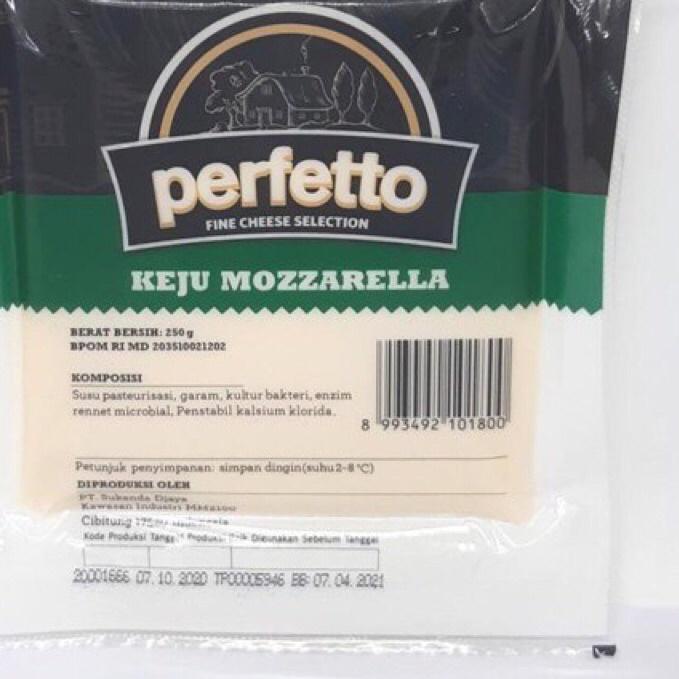 perfetto
FINE CHEESE SELECTION
KEJU MOZZARELLA
BERAT BERSIH: 250 g
BPOM RI MD 203510021202
KOMPOSISI
Susu pasteurisasi, garam, kultur bakteri, enzim
rennet microbial, Penstabil kalsium klorida.
8 993492 101800
Petunjuk penyimpanan: simpan dingin(suhu 2-8 °C)
DIPRODUKSI OLEH
PT. Sukanda Djaya
Kawasan Industri MM2100
Cibitung Indonesia
Kode Produksi Tanggal Produksi Baik Digunakan Sebelum Tanggal
20001666 07. 10. 2020 TP00005946 BB: 07. 04. 2021